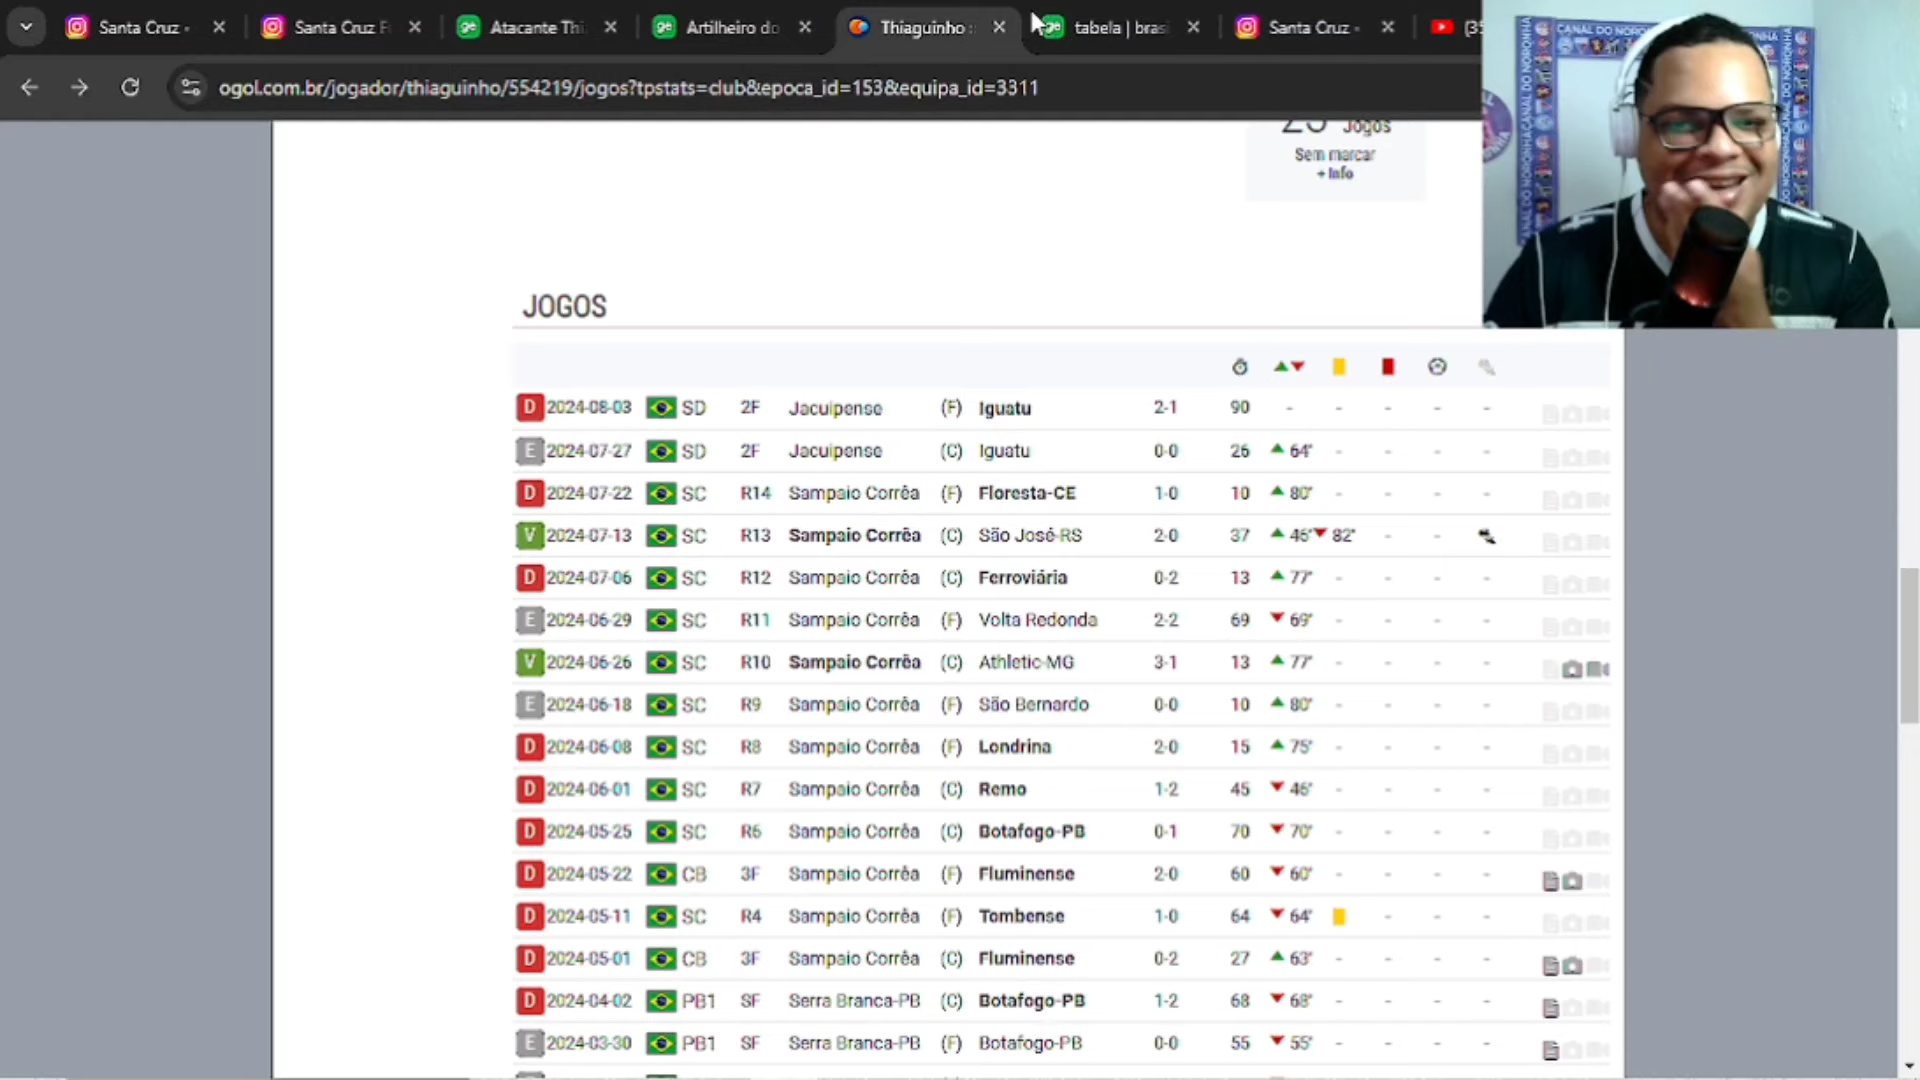 Santa Cruz - Santa Cruz F Atacante Thi Artilheiro do Thiaguinho : tabela | bras Santa Cruz - (35
ogol.com.br/jogador/thiaguinho/554219/jogos?tpstats=club&epoca_id=153&equipa_id=3311
CANAL DO NORONHA
Jogos
Sem marcar
+ Info
JOGOS
D 2024-08-03 SD 2F Jacuipense (F) Iguatu 2-1 90 - - - - -
E 2024-07-27 SD 2F Jacuipense (C) Iguatu 0-0 26 64' - - - -
D 2024-07-22 SC R14 Sampaio Corrêa (F) Floresta-CE 1-0 10 80' - - - -
V 2024-07-13 SC R13 Sampaio Corrêa (C) São José-RS 2-0 37 46' 82' - -
D 2024-07-06 SC R12 Sampaio Corrêa (C) Ferroviária 0-2 13 77' - - - -
E 2024-06-29 SC R11 Sampaio Corrêa (F) Volta Redonda 2-2 69 69' - - - -
V 2024-06-26 SC R10 Sampaio Corrêa (C) Athletic-MG 3-1 13 77' - - - -
E 2024-06-18 SC R9 Sampaio Corrêa (F) São Bernardo 0-0 10 80' - - - -
D 2024-06-08 SC R8 Sampaio Corrêa (F) Londrina 2-0 15 75' - - - -
D 2024-06-01 SC R7 Sampaio Corrêa (C) Remo 1-2 45 46' - - - -
D 2024-05-25 SC R6 Sampaio Corrêa (C) Botafogo-PB 0-1 70 70' - - - -
D 2024-05-22 CB 3F Sampaio Corrêa (F) Fluminense 2-0 60 60' - - - -
D 2024-05-11 SC R4 Sampaio Corrêa (F) Tombense 1-0 64 64' - - -
D 2024-05-01 CB 3F Sampaio Corrêa (C) Fluminense 0-2 27 63' - - - -
D 2024-04-02 PB1 SF Serra Branca-PB (C) Botafogo-PB 1-2 68 68' - - - -
E 2024-03-30 PB1 SF Serra Branca-PB (F) Botafogo-PB 0-0 55 55' - - - -